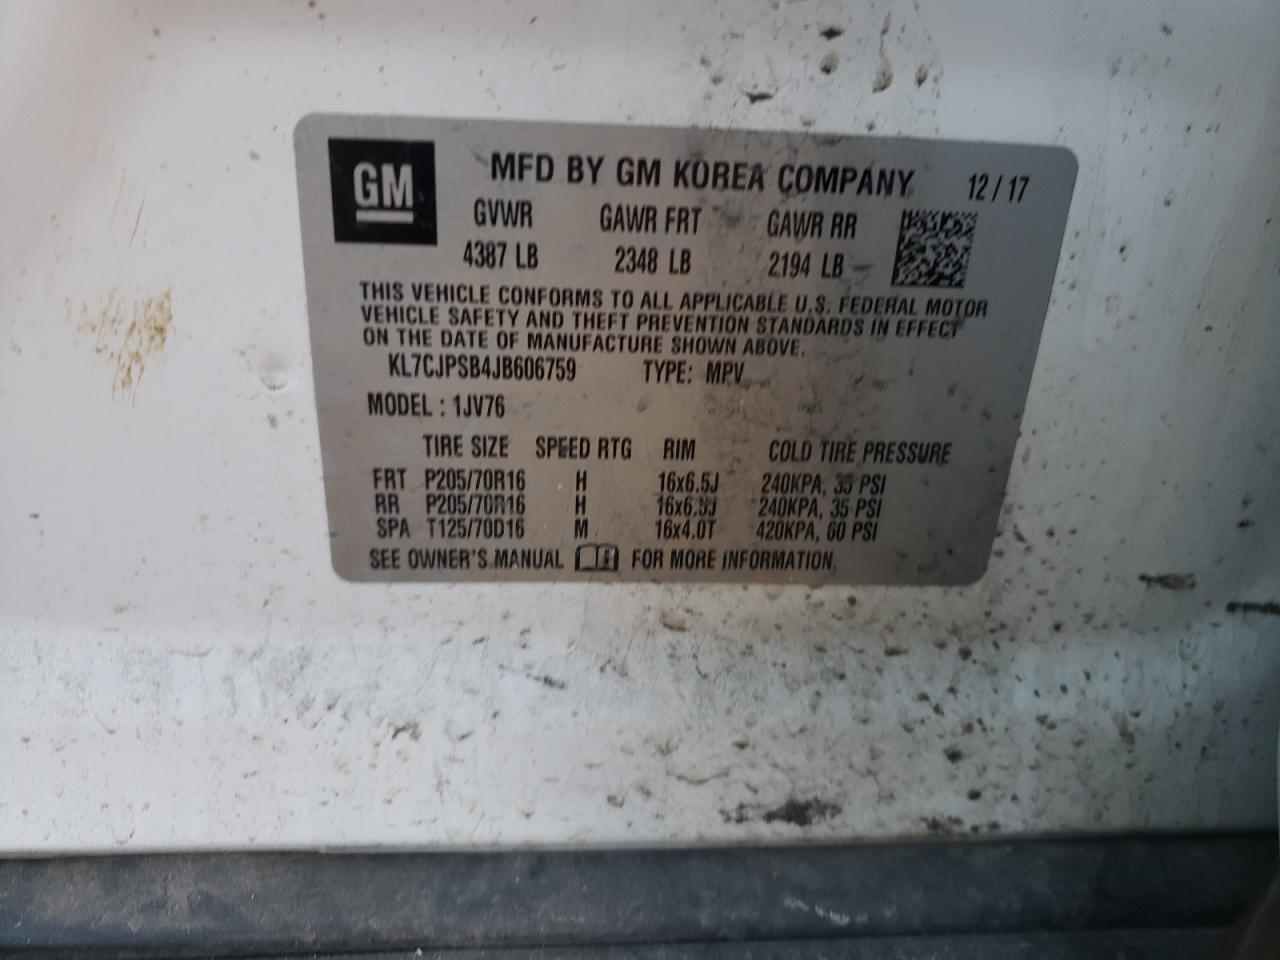 GM
MFD BY GM KOREA COMPANY 12/17
GVWR GAWR FRT GAWR RR
4387 LB 2348 LB 2194 LB
THIS VEHICLE CONFORMS TO ALL APPLICABLE U.S. FEDERAL MOTOR
VEHICLE SAFETY AND THEFT PREVENTION STANDARDS IN EFFECT
ON THE DATE OF MANUFACTURE SHOWN ABOVE.
KL7CJPSB4JB606759 TYPE: MPV
MODEL : 1JV76
TIRE SIZE SPEED RTG RIM COLD TIRE PRESSURE
FRT P205/70R16 H 16x6.5J 240KPA, 35 PSI
RR P205/70R16 H 16x6.5J 240KPA, 35 PSI
SPA T125/70D16 M 16x4.0T 420KPA, 60 PSI
SEE OWNER'S MANUAL FOR MORE INFORMATION.